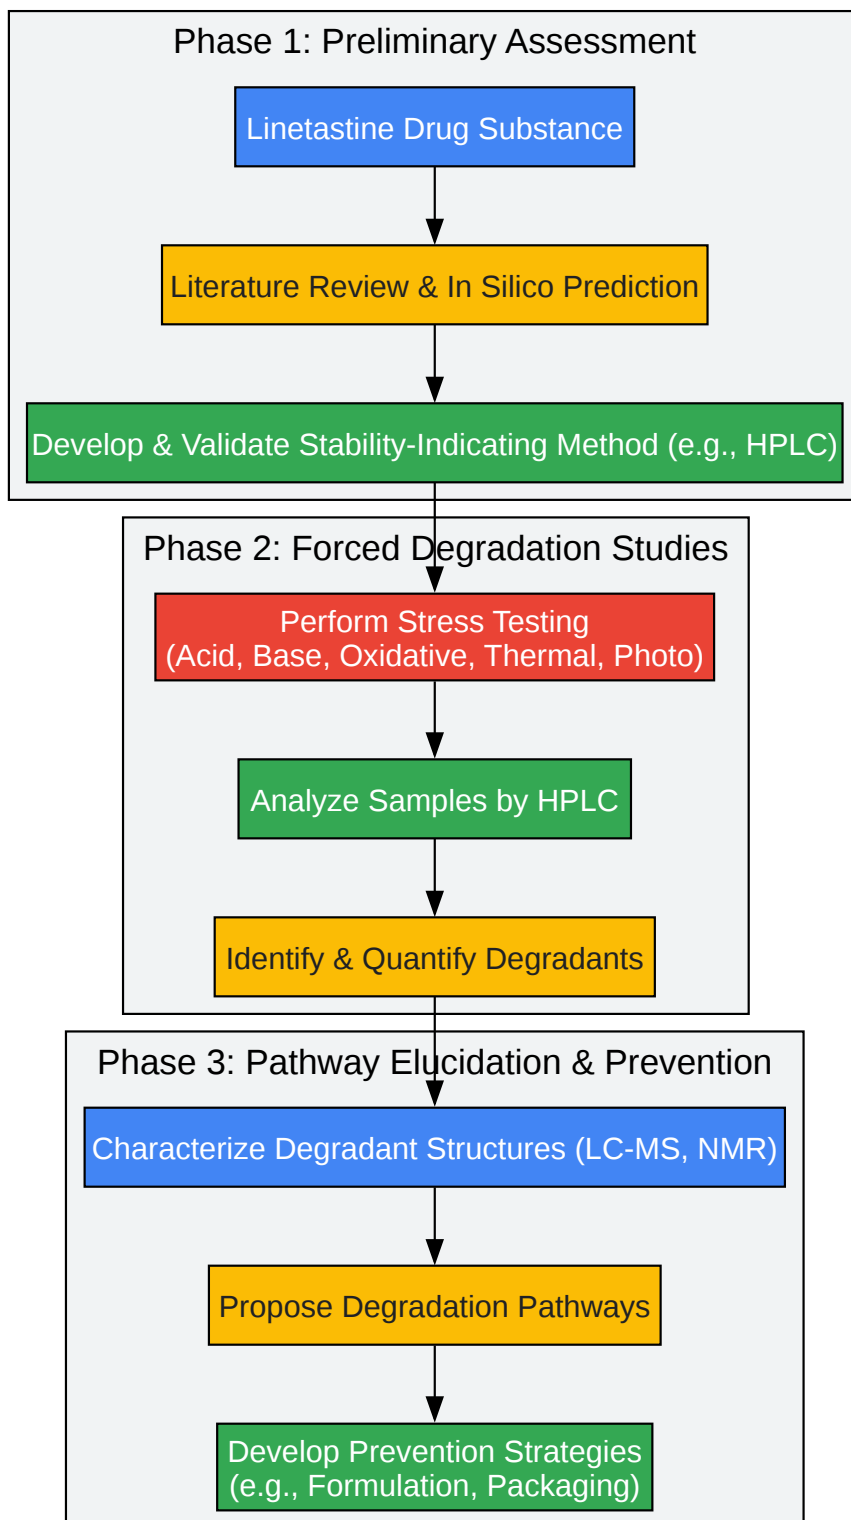 Phase 1: Preliminary Assessment
Linetastine Drug Substance
Literature Review & In Silico Prediction
Develop & Validate Stability-Indicating Method (e.g., HPLC)
Phase 2: Forced Degradation Studies
Perform Stress Testing
(Acid, Base, Oxidative, Thermal, Photo)
Analyze Samples by HPLC
Identify & Quantify Degradants
Phase 3: Pathway Elucidation & Prevention
Characterize Degradant Structures (LC-MS, NMR)
Propose Degradation Pathways
Develop Prevention Strategies
(e.g., Formulation, Packaging)